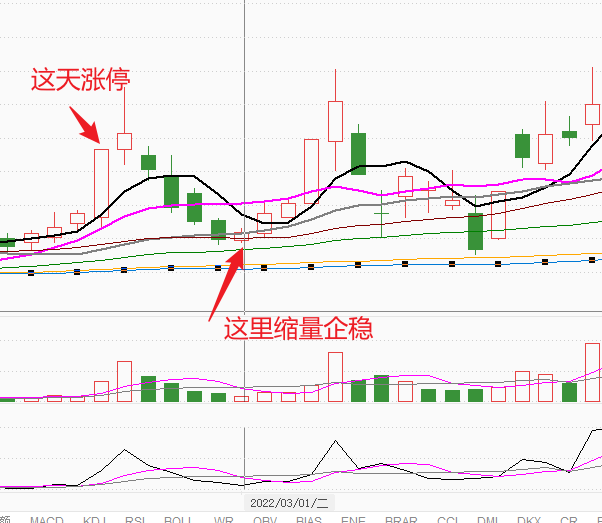 这天涨停
这里缩量企稳
2022/03/01/二
额 MACD KDJ RSI BOLL WR OBV BIAS ENE BRAR CCI DMI DKX CR